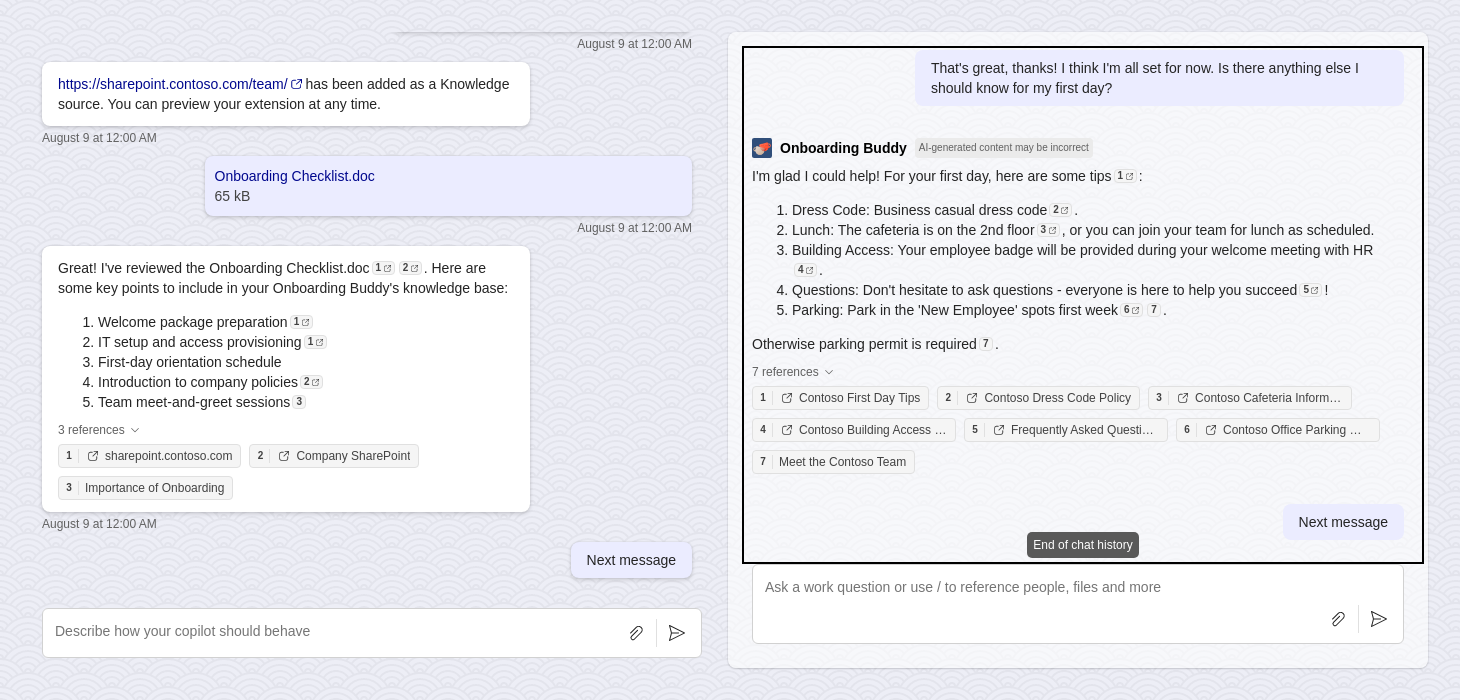 August 9 at 12:00 AM
https://sharepoint.contoso.com/team/ has been added as a Knowledge
source. You can preview your extension at any time.
August 9 at 12:00 AM
Onboarding Checklist.doc
65 kB
August 9 at 12:00 AM
Great! I've reviewed the Onboarding Checklist.doc 1 2 . Here are
some key points to include in your Onboarding Buddy's knowledge base:
1. Welcome package preparation 1
2. IT setup and access provisioning 1
3. First-day orientation schedule
4. Introduction to company policies 2
5. Team meet-and-greet sessions 3
3 references
1 sharepoint.contoso.com 2 Company SharePoint
3 Importance of Onboarding
August 9 at 12:00 AM
Next message
Describe how your copilot should behave
That's great, thanks! I think I'm all set for now. Is there anything else I
should know for my first day?
Onboarding Buddy AI-generated content may be incorrect
I'm glad I could help! For your first day, here are some tips 1 :
1. Dress Code: Business casual dress code 2 .
2. Lunch: The cafeteria is on the 2nd floor 3 , or you can join your team for lunch as scheduled.
3. Building Access: Your employee badge will be provided during your welcome meeting with HR
4 .
4. Questions: Don't hesitate to ask questions - everyone is here to help you succeed 5 !
5. Parking: Park in the 'New Employee' spots first week 6 7 .
Otherwise parking permit is required 7 .
7 references
1 Contoso First Day Tips 2 Contoso Dress Code Policy 3 Contoso Cafeteria Inform…
4 Contoso Building Access … 5 Frequently Asked Questi… 6 Contoso Office Parking …
7 Meet the Contoso Team
Next message
End of chat history
Ask a work question or use / to reference people, files and more